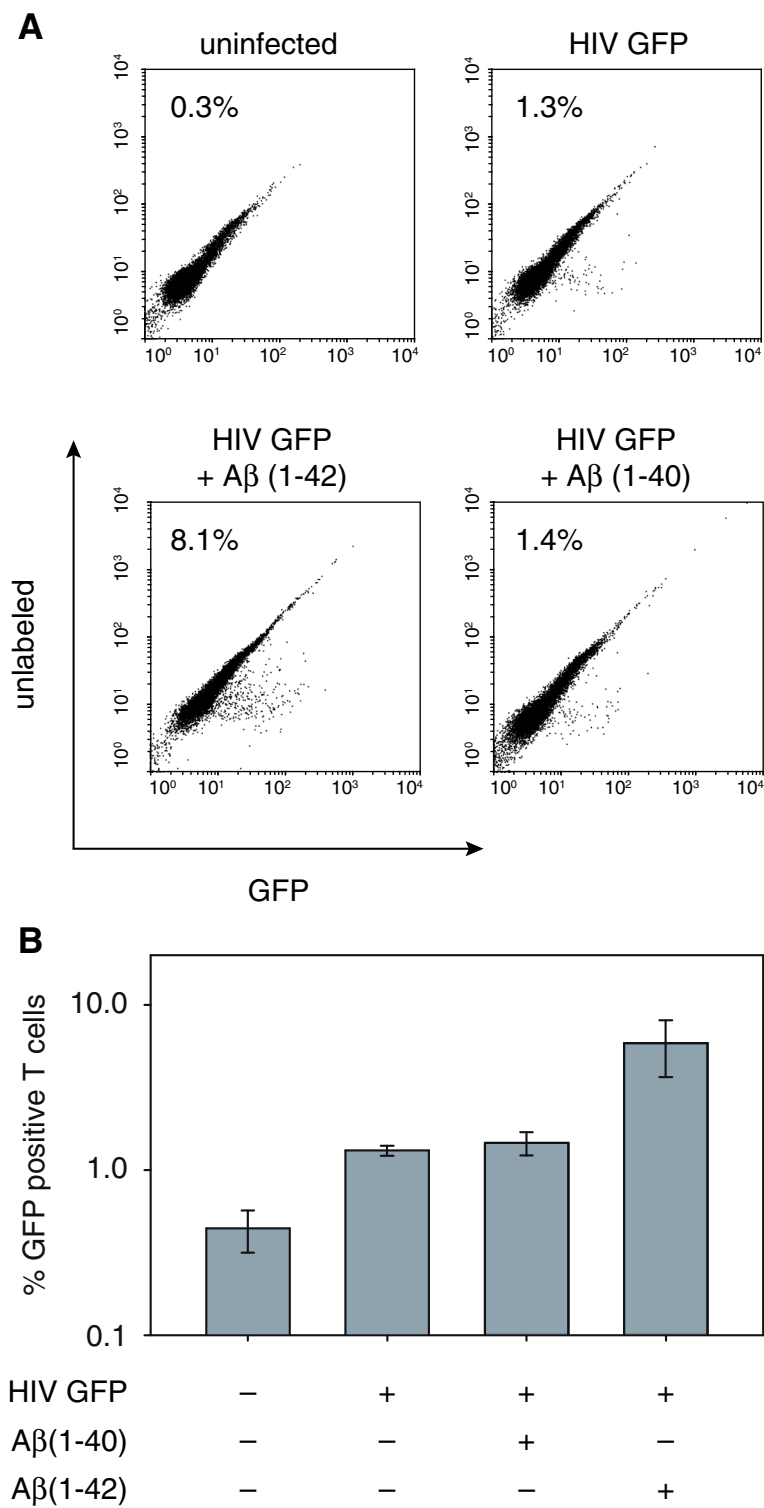 A
uninfected
HIV GFP
0.3%
1.3%
10⁴
10³
10²
10¹
10⁰
10⁰ 10¹ 10² 10³ 10⁴
10⁴
10³
10²
10¹
10⁰
10⁰ 10¹ 10² 10³ 10⁴
HIV GFP
+ Aβ (1-42)
HIV GFP
+ Aβ (1-40)
8.1%
1.4%
10⁴
10³
10²
10¹
10⁰
10⁰ 10¹ 10² 10³ 10⁴
10⁴
10³
10²
10¹
10⁰
10⁰ 10¹ 10² 10³ 10⁴
unlabeled
GFP
B
% GFP positive T cells
10.0
1.0
0.1
HIV GFP − + + +
Aβ(1-40) − − + −
Aβ(1-42) − − − +